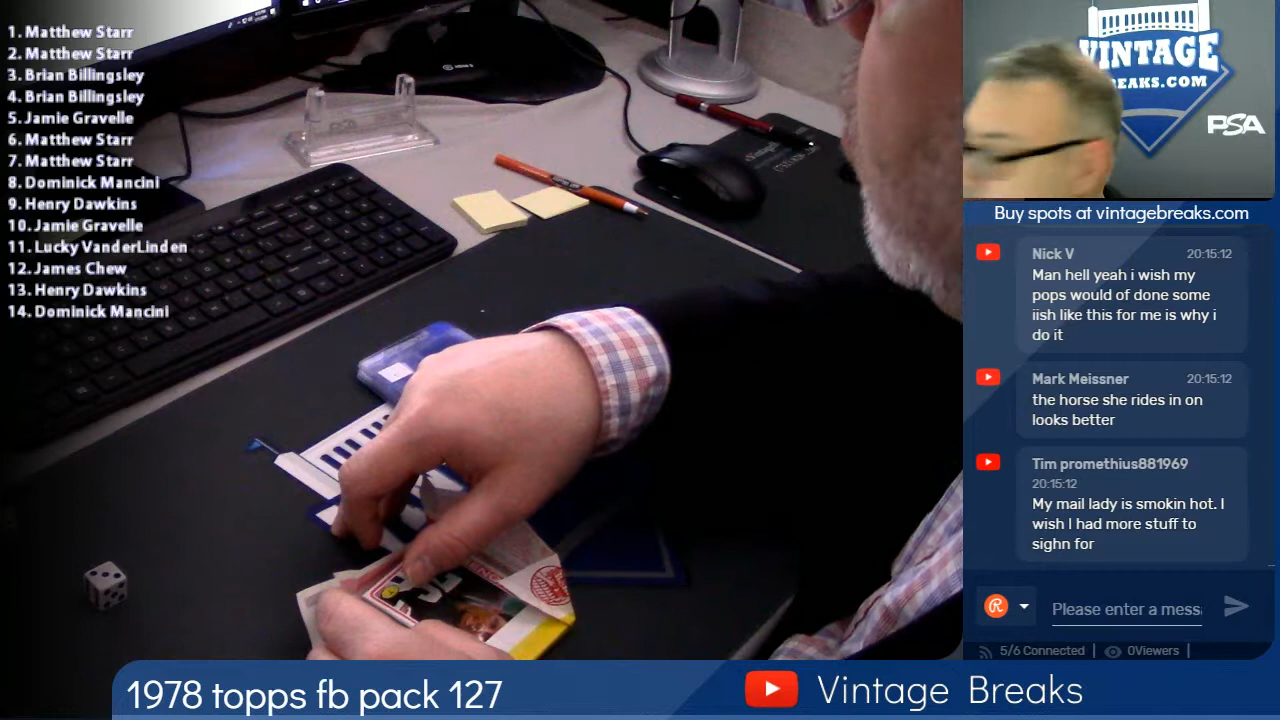 1. Matthew Starr
2. Matthew Starr
3. Brian Billingsley
4. Brian Billingsley
5. Jamie Gravelle
6. Matthew Starr
7. Matthew Starr
8. Dominick Mancini
9. Henry Dawkins
10. Jamie Gravelle
11. Lucky VanderLinden
12. James Chew
13. Henry Dawkins
14. Dominick Mancini
VINTAGE
BREAKS.COM
PSA
Buy spots at vintagebreaks.com
Nick V 20:15:12
Man hell yeah i wish my
pops would of done some
iish like this for me is why i
do it
Mark Meissner 20:15:12
the horse she rides in on
looks better
Tim promethius881969
20:15:12
My mail lady is smokin hot. I
wish I had more stuff to
sighn for
Please enter a messa
5/6 Connected | 0Viewers |
1978 topps fb pack 127
Vintage Breaks